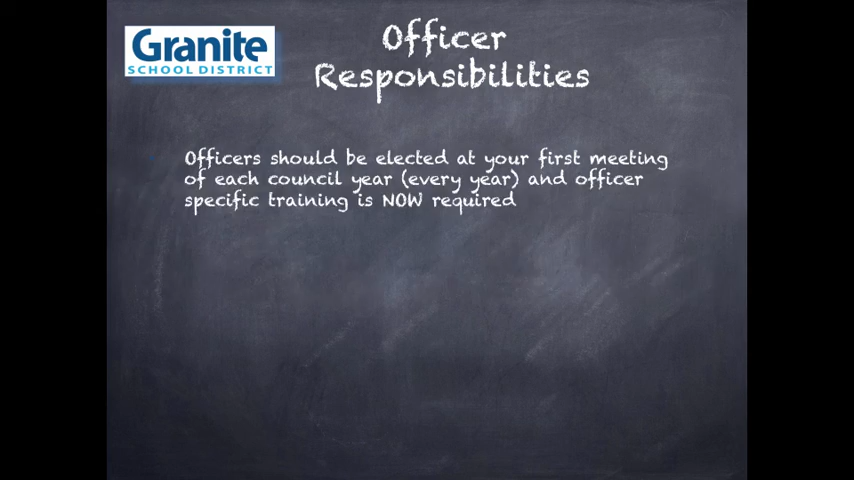 Granite
SCHOOL DISTRICT
Officer
Responsibilities
Officers should be elected at your first meeting
of each council year (every year) and officer
specific training is NOW required